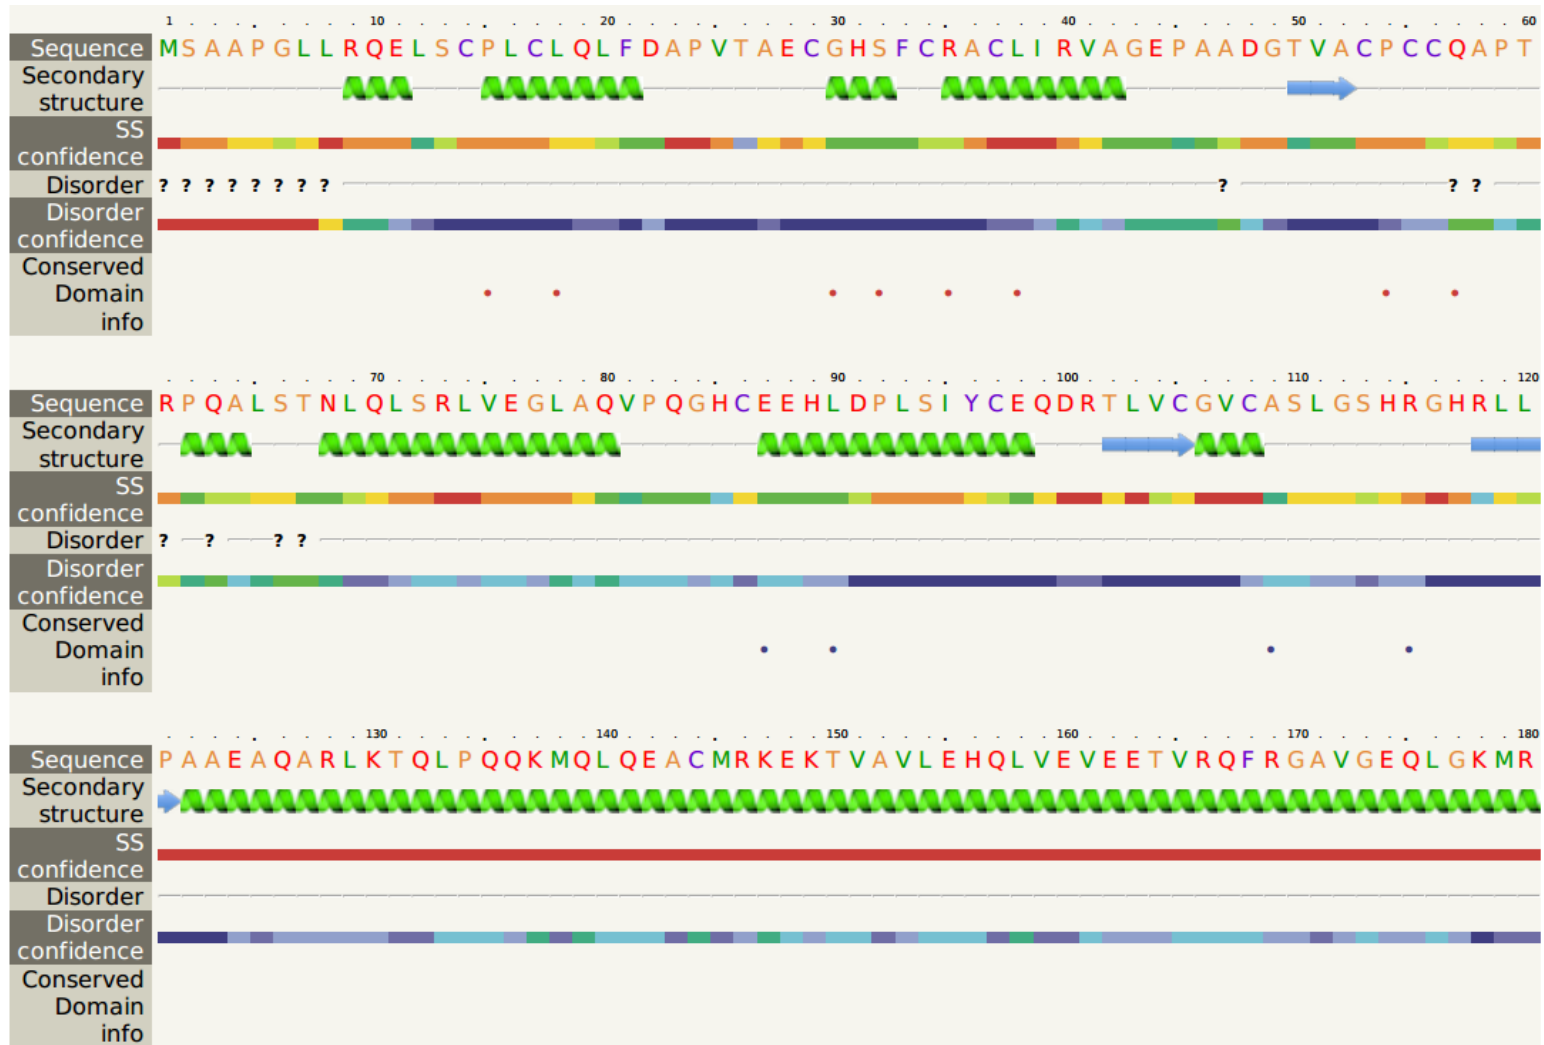 1 10 20 30 40 50 60
Sequence M S A A P G L L R Q E L S C P L C L Q L F D A P V T A E C G H S F C R A C L I R V A G E P A A D G T V A C P C C Q A P T
Secondary
structure
SS
confidence
Disorder ? ? ? ? ? ? ? ? ? ? ?
Disorder
confidence
Conserved
Domain
info
70 80 90 100 110 120
Sequence R P Q A L S T N L Q L S R L V E G L A Q V P Q G H C E E H L D P L S I Y C E Q D R T L V C G V C A S L G S H R G H R L L
Secondary
structure
SS
confidence
Disorder ? ? ? ?
Disorder
confidence
Conserved
Domain
info
130 140 150 160 170 180
Sequence P A A E A Q A R L K T Q L P Q Q K M Q L Q E A C M R K E K T V A V L E H Q L V E V E E T V R Q F R G A V G E Q L G K M R
Secondary
structure
SS
confidence
Disorder
Disorder
confidence
Conserved
Domain
info